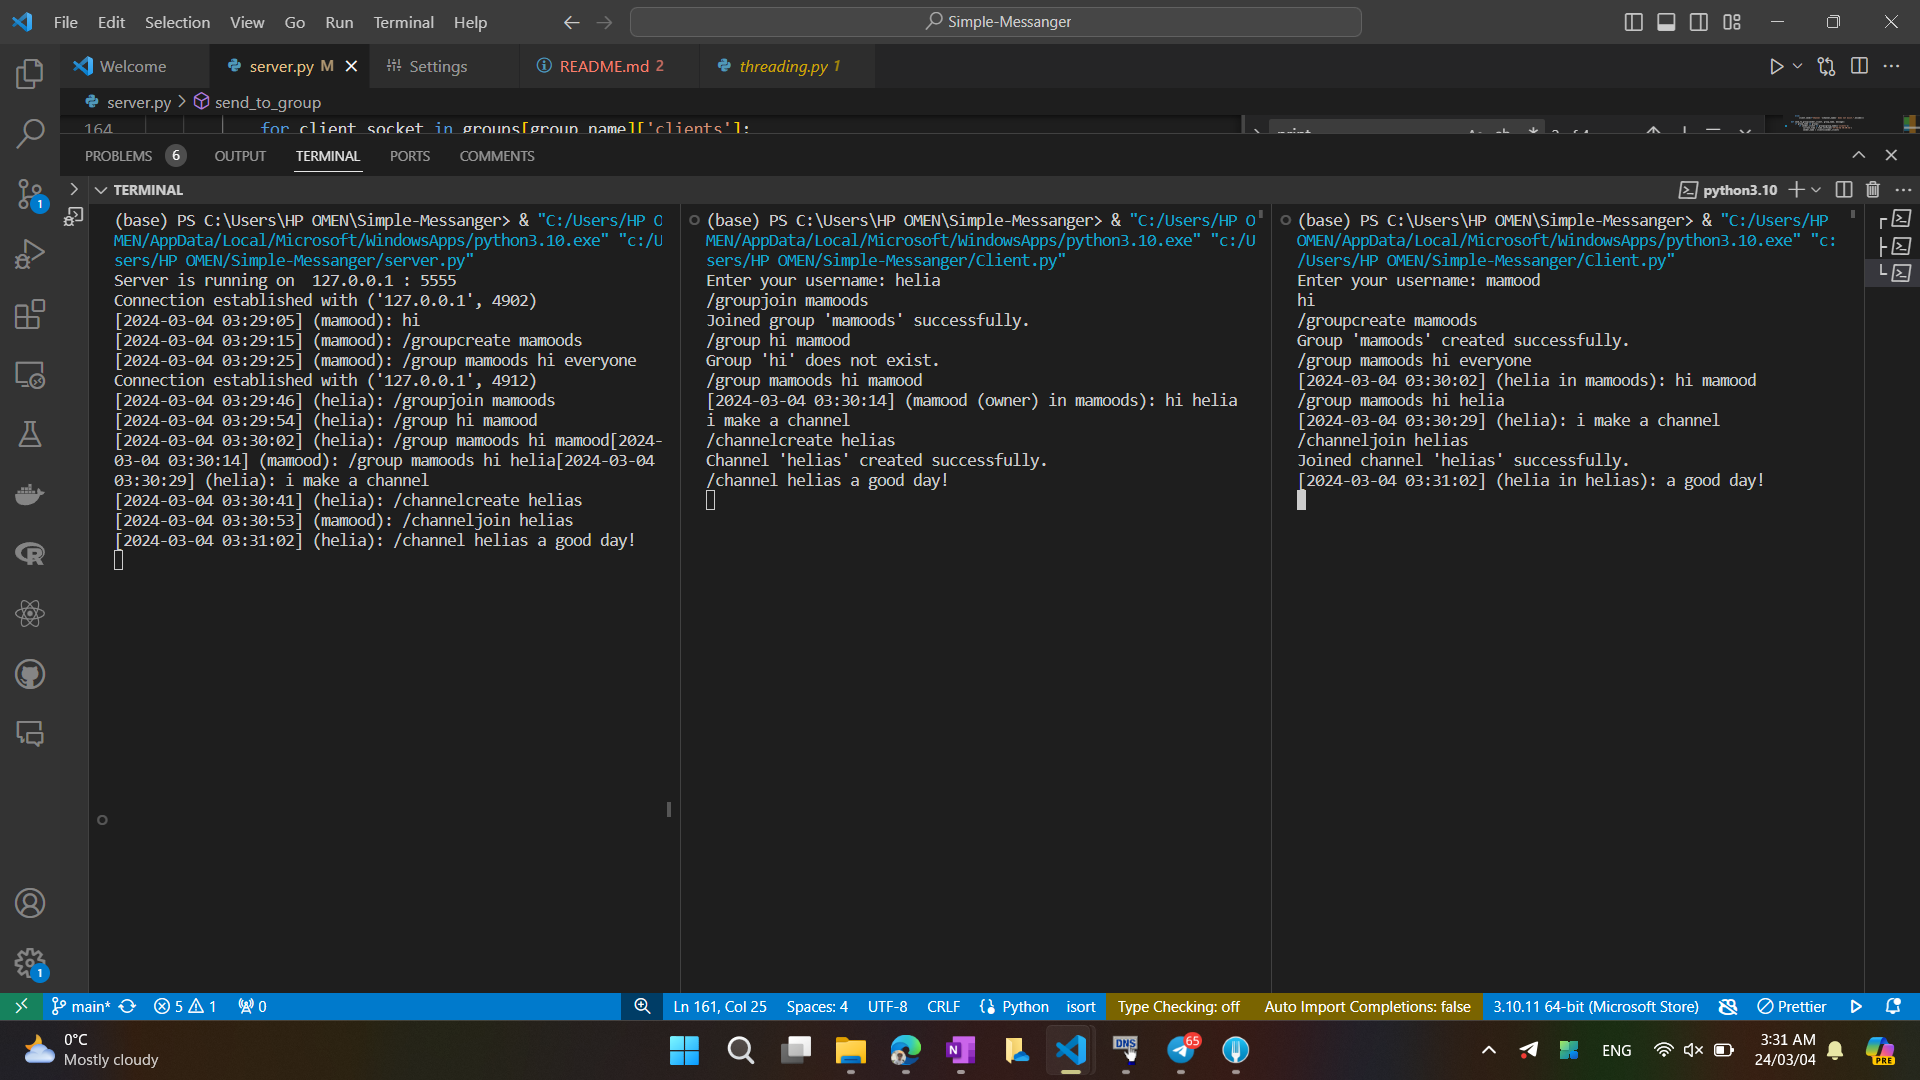 File Edit Selection View Go Run Terminal Help
Simple-Messanger
Welcome
server.py M
Settings
README.md 2
threading.py 1
server.py > send_to_group
164 for client_socket in groups[group_name]['clients']:
PROBLEMS 6 OUTPUT TERMINAL PORTS COMMENTS
TERMINAL
python3.10
(base) PS C:\Users\HP OMEN\Simple-Messanger> & "C:/Users/HP O
MEN/AppData/Local/Microsoft/WindowsApps/python3.10.exe" "c:/U
sers/HP OMEN/Simple-Messanger/server.py"
Server is running on  127.0.0.1 : 5555
Connection established with ('127.0.0.1', 4902)
[2024-03-04 03:29:05] (mamood): hi
[2024-03-04 03:29:15] (mamood): /groupcreate mamoods
[2024-03-04 03:29:25] (mamood): /group mamoods hi everyone
Connection established with ('127.0.0.1', 4912)
[2024-03-04 03:29:46] (helia): /groupjoin mamoods
[2024-03-04 03:29:54] (helia): /group hi mamood
[2024-03-04 03:30:02] (helia): /group mamoods hi mamood[2024-
03-04 03:30:14] (mamood): /group mamoods hi helia[2024-03-04
03:30:29] (helia): i make a channel
[2024-03-04 03:30:41] (helia): /channelcreate helias
[2024-03-04 03:30:53] (mamood): /channeljoin helias
[2024-03-04 03:31:02] (helia): /channel helias a good day!
(base) PS C:\Users\HP OMEN\Simple-Messanger> & "C:/Users/HP O
MEN/AppData/Local/Microsoft/WindowsApps/python3.10.exe" "c:/U
sers/HP OMEN/Simple-Messanger/Client.py"
Enter your username: helia
/groupjoin mamoods
Joined group 'mamoods' successfully.
/group hi mamood
Group 'hi' does not exist.
/group mamoods hi mamood
[2024-03-04 03:30:14] (mamood (owner) in mamoods): hi helia
i make a channel
/channelcreate helias
Channel 'helias' created successfully.
/channel helias a good day!
(base) PS C:\Users\HP OMEN\Simple-Messanger> & "C:/Users/HP
OMEN/AppData/Local/Microsoft/WindowsApps/python3.10.exe" "c:
/Users/HP OMEN/Simple-Messanger/Client.py"
Enter your username: mamood
hi
/groupcreate mamoods
Group 'mamoods' created successfully.
/group mamoods hi everyone
[2024-03-04 03:30:02] (helia in mamoods): hi mamood
/group mamoods hi helia
[2024-03-04 03:30:29] (helia): i make a channel
/channeljoin helias
Joined channel 'helias' successfully.
[2024-03-04 03:31:02] (helia in helias): a good day!
1
1
main* 5 1 0
Ln 161, Col 25 Spaces: 4 UTF-8 CRLF Python isort Type Checking: off Auto Import Completions: false 3.10.11 64-bit (Microsoft Store) Prettier
0°C
Mostly cloudy
DNS
65
ENG
3:31 AM
24/03/04
PRE